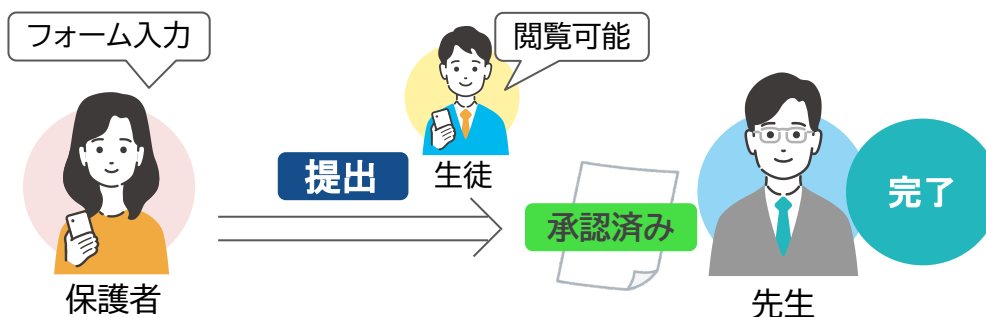 フォーム入力
閲覧可能
提出
生徒
承認済み
完了
保護者
先生